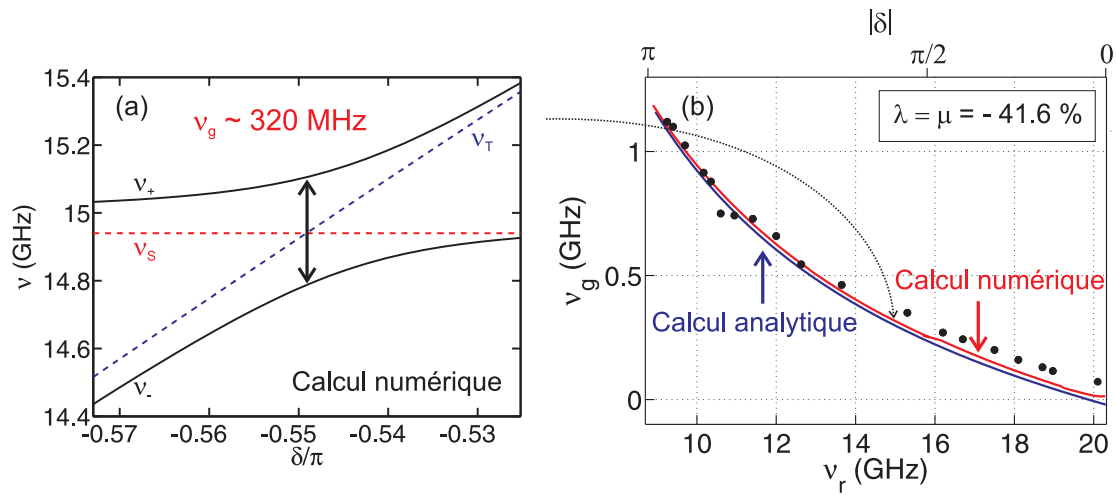 (a)
ν_g ~ 320 MHz
ν_T
ν_+
ν_S
ν_-
Calcul numérique
15.4
15.2
15
14.8
14.6
14.4
ν (GHz)
-0.57
-0.56
-0.55
-0.54
-0.53
δ/π
|δ|
π
π/2
0
(b)
λ = μ = - 41.6 %
Calcul numérique
Calcul analytique
1
0.5
0
ν_g (GHz)
10
12
14
16
18
20
ν_r (GHz)